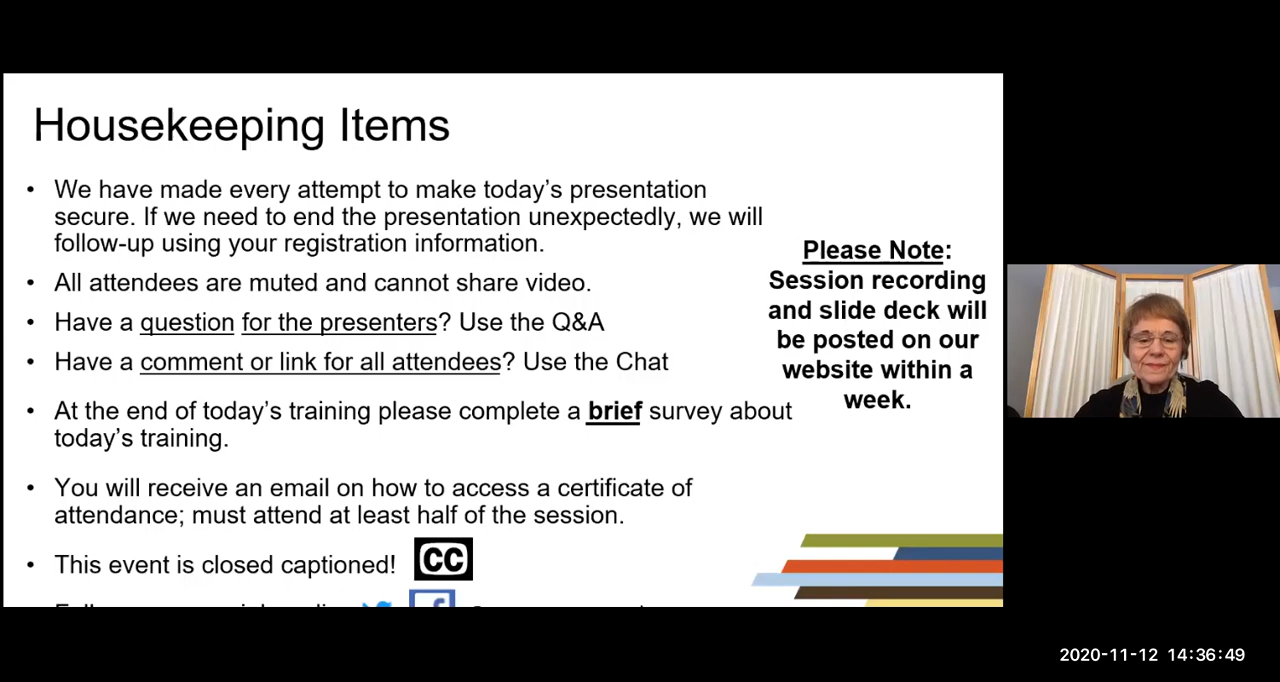 Housekeeping Items
• We have made every attempt to make today’s presentation
secure. If we need to end the presentation unexpectedly, we will
follow-up using your registration information.
• All attendees are muted and cannot share video.
• Have a question for the presenters? Use the Q&A
• Have a comment or link for all attendees? Use the Chat
• At the end of today’s training please complete a brief survey about
today’s training.
• You will receive an email on how to access a certificate of
attendance; must attend at least half of the session.
• This event is closed captioned! CC
Please Note:
Session recording
and slide deck will
be posted on our
website within a
week.
2020-11-12 14:36:49